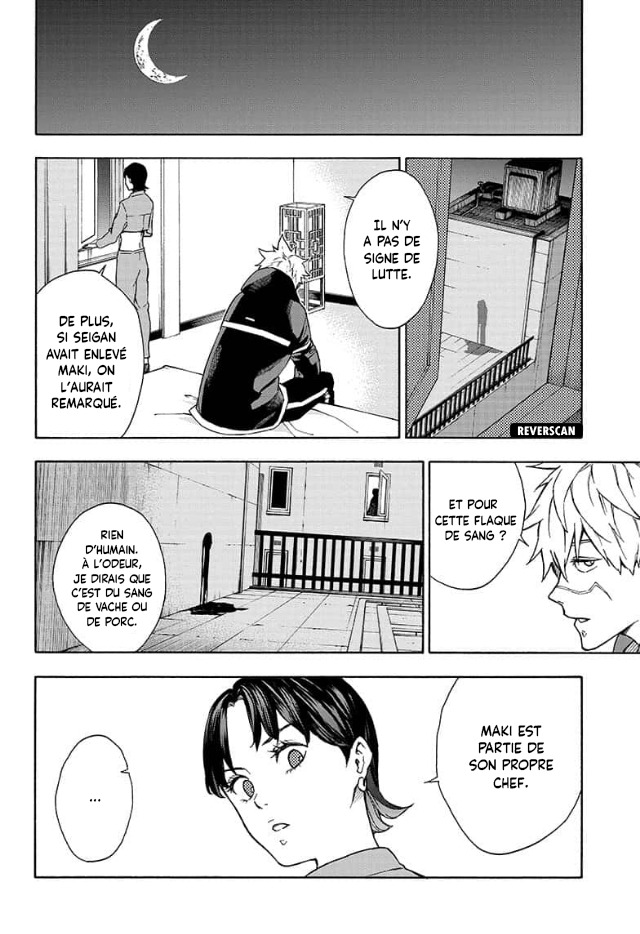 IL N'Y
A PAS DE
SIGNE DE
LUTTE.
DE PLUS,
SI SEIGAN
AVAIT ENLEVÉ
MAKI, ON
L'AURAIT
REMARQUÉ.
REVERSCAN
ET POUR
CETTE FLAQUE
DE SANG ?
RIEN
D'HUMAIN.
À L'ODEUR,
JE DIRAIS QUE
C'EST DU SANG
DE VACHE OU
DE PORC.
MAKI EST
PARTIE DE
SON PROPRE
CHEF.
...